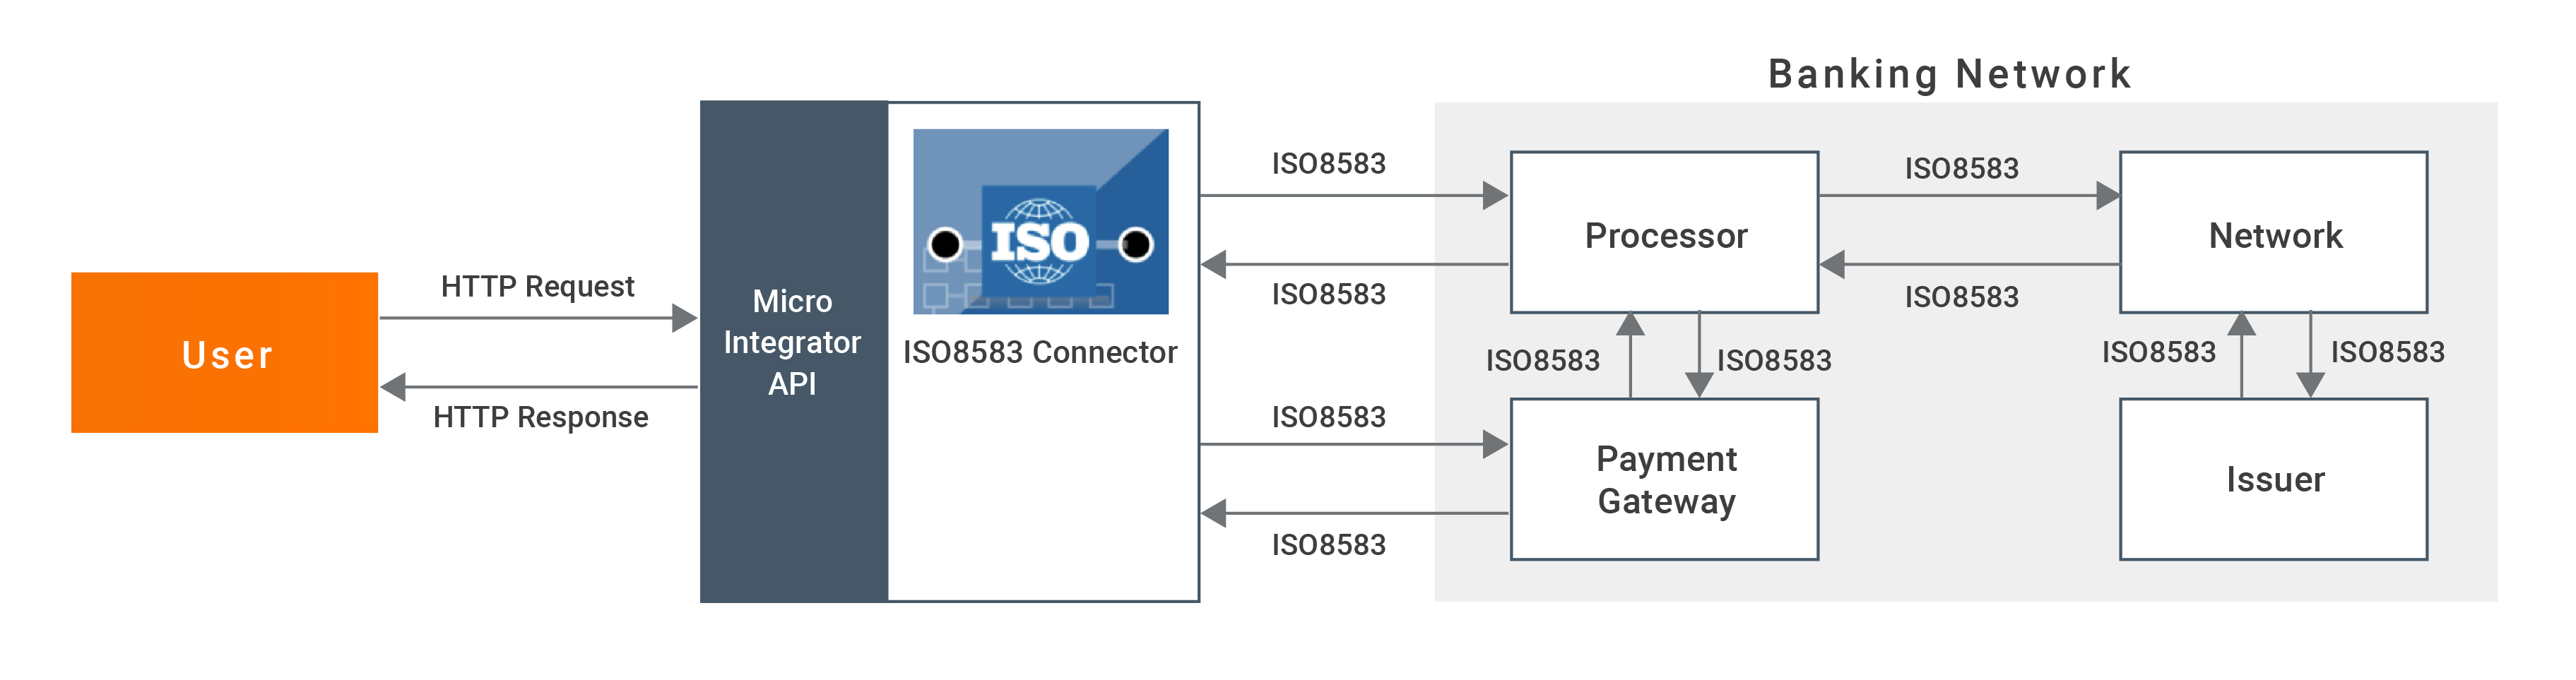 Banking Network
User
HTTP Request
HTTP Response
Micro
Integrator
API
ISO
ISO8583 Connector
ISO8583
ISO8583
ISO8583
ISO8583
Processor
ISO8583
ISO8583
Network
ISO8583
ISO8583
ISO8583
ISO8583
Payment
Gateway
Issuer